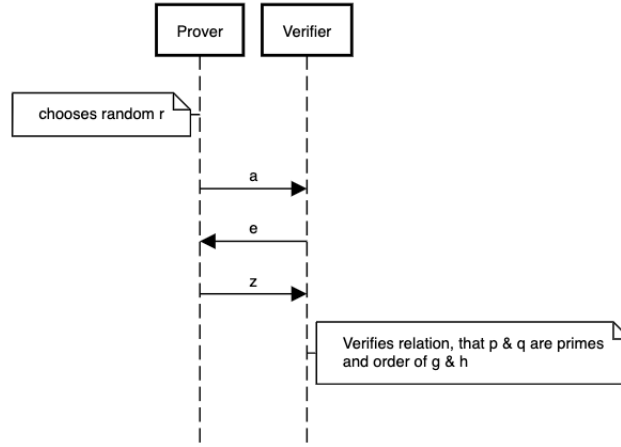 Prover
Verifier
chooses random r
a
e
z
Verifies relation, that p & q are primes
and order of g & h